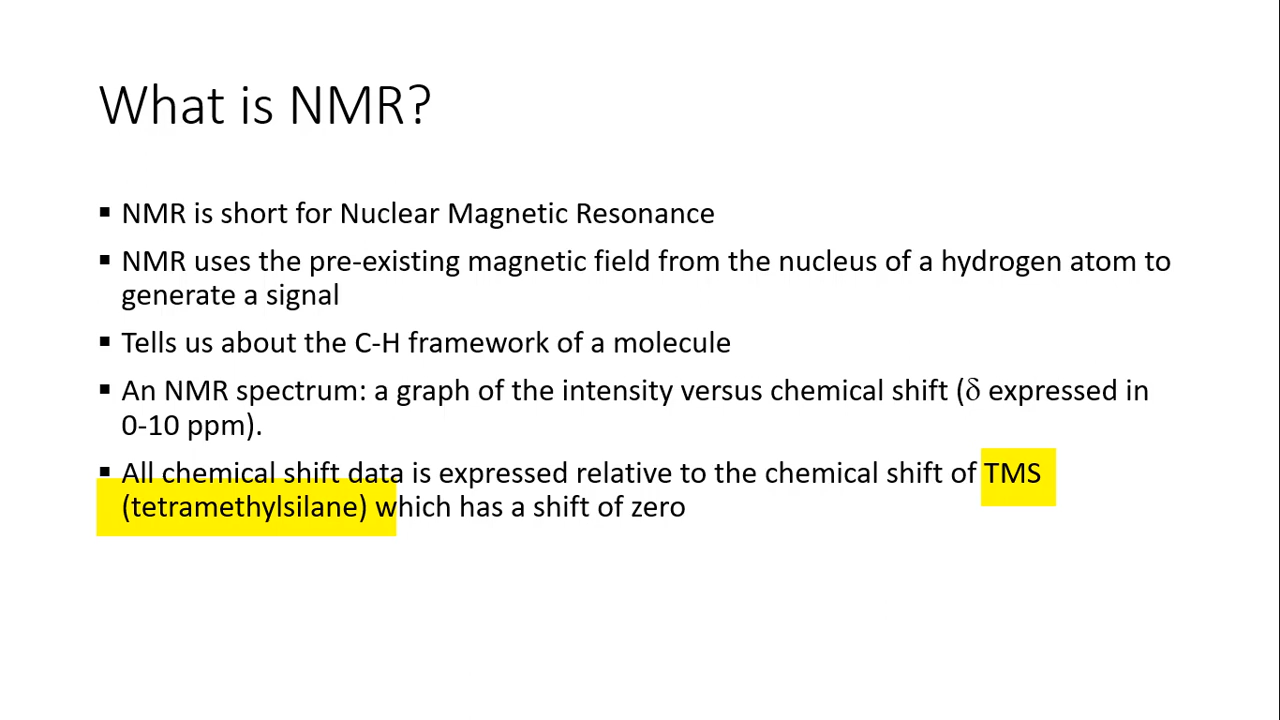 What is NMR?
▪ NMR is short for Nuclear Magnetic Resonance
▪ NMR uses the pre-existing magnetic field from the nucleus of a hydrogen atom to
generate a signal
▪ Tells us about the C-H framework of a molecule
▪ An NMR spectrum: a graph of the intensity versus chemical shift (δ expressed in
0-10 ppm).
▪ All chemical shift data is expressed relative to the chemical shift of TMS
(tetramethylsilane) which has a shift of zero